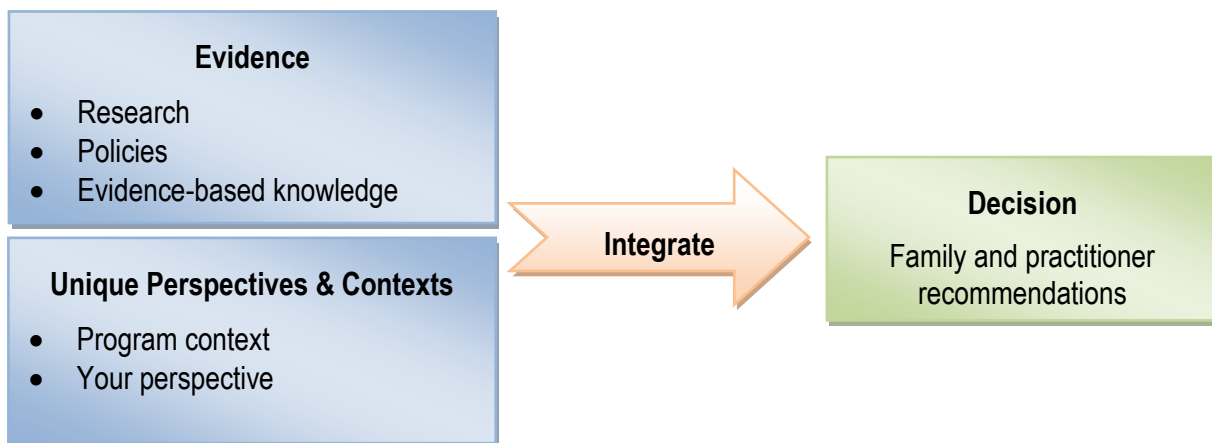 Evidence
• Research
• Policies
• Evidence-based knowledge
Unique Perspectives & Contexts
• Program context
• Your perspective
Integrate
Decision
Family and practitioner
recommendations